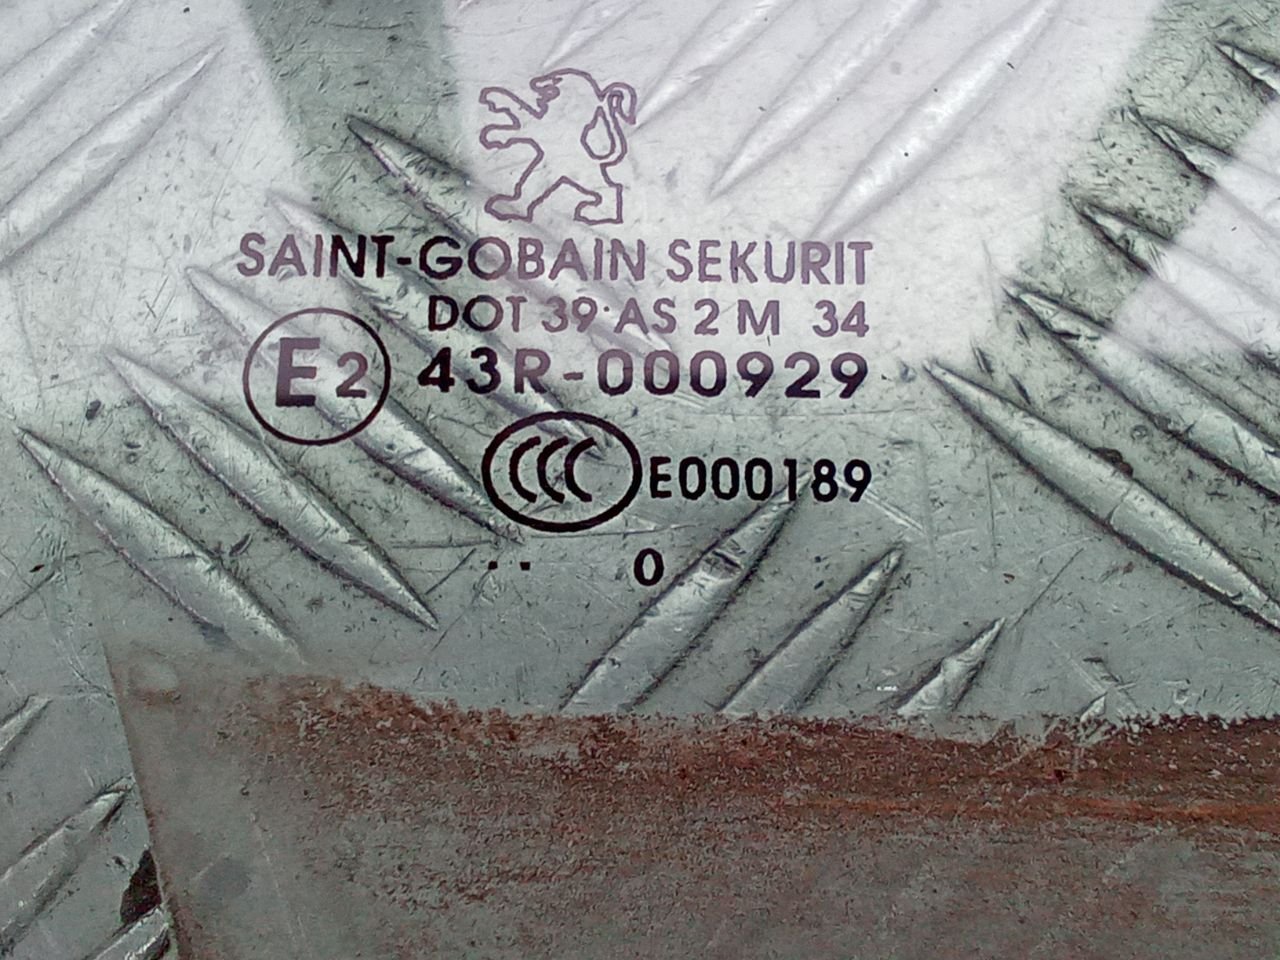 SAINT-GOBAIN SEKURIT
DOT 39·AS 2 M 34
E2 43R-000929
CCC E000189
·· 0